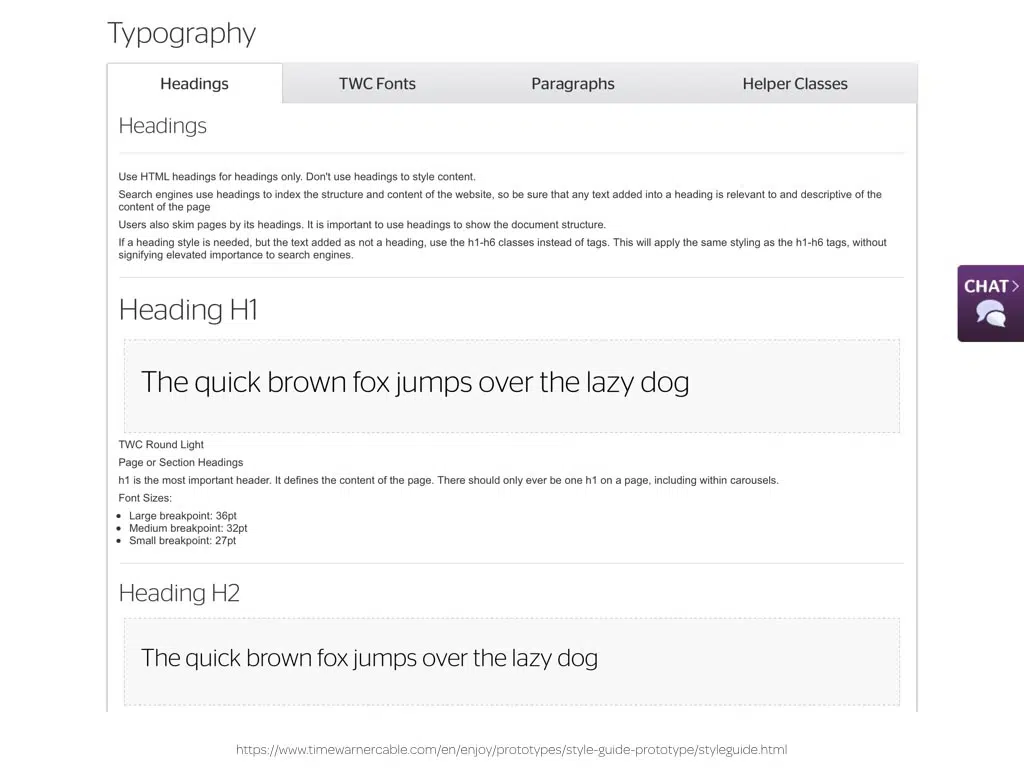 Typography
Headings
TWC Fonts
Paragraphs
Helper Classes
Headings
Use HTML headings for headings only. Don't use headings to style content.
Search engines use headings to index the structure and content of the website, so be sure that any text added into a heading is relevant to and descriptive of the
content of the page
Users also skim pages by its headings. It is important to use headings to show the document structure.
If a heading style is needed, but the text added as not a heading, use the h1-h6 classes instead of tags. This will apply the same styling as the h1-h6 tags, without
signifying elevated importance to search engines.
CHAT>
Heading H1
The quick brown fox jumps over the lazy dog
TWC Round Light
Page or Section Headings
h1 is the most important header. It defines the content of the page. There should only ever be one h1 on a page, including within carousels.
Font Sizes:
• Large breakpoint: 36pt
• Medium breakpoint: 32pt
• Small breakpoint: 27pt
Heading H2
The quick brown fox jumps over the lazy dog
https://www.timewarnercable.com/en/enjoy/prototypes/style-guide-prototype/styleguide.html